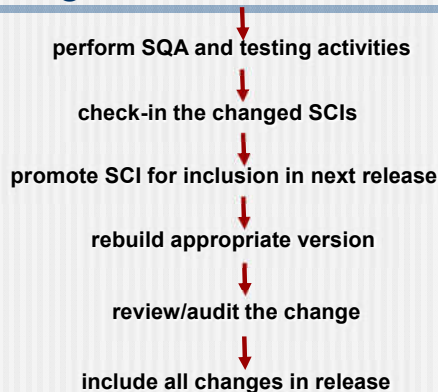 perform SQA and testing activities
check-in the changed SCIs
promote SCI for inclusion in next release
rebuild appropriate version
review/audit the change
include all changes in release